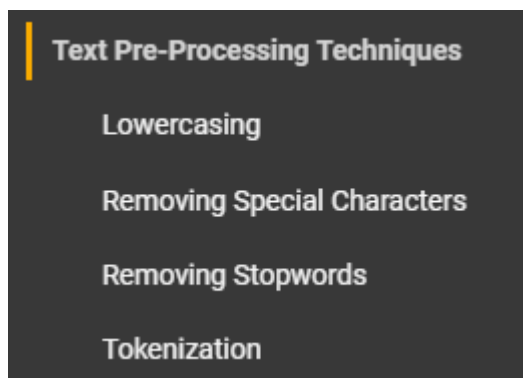 Text Pre-Processing Techniques
Lowercasing
Removing Special Characters
Removing Stopwords
Tokenization